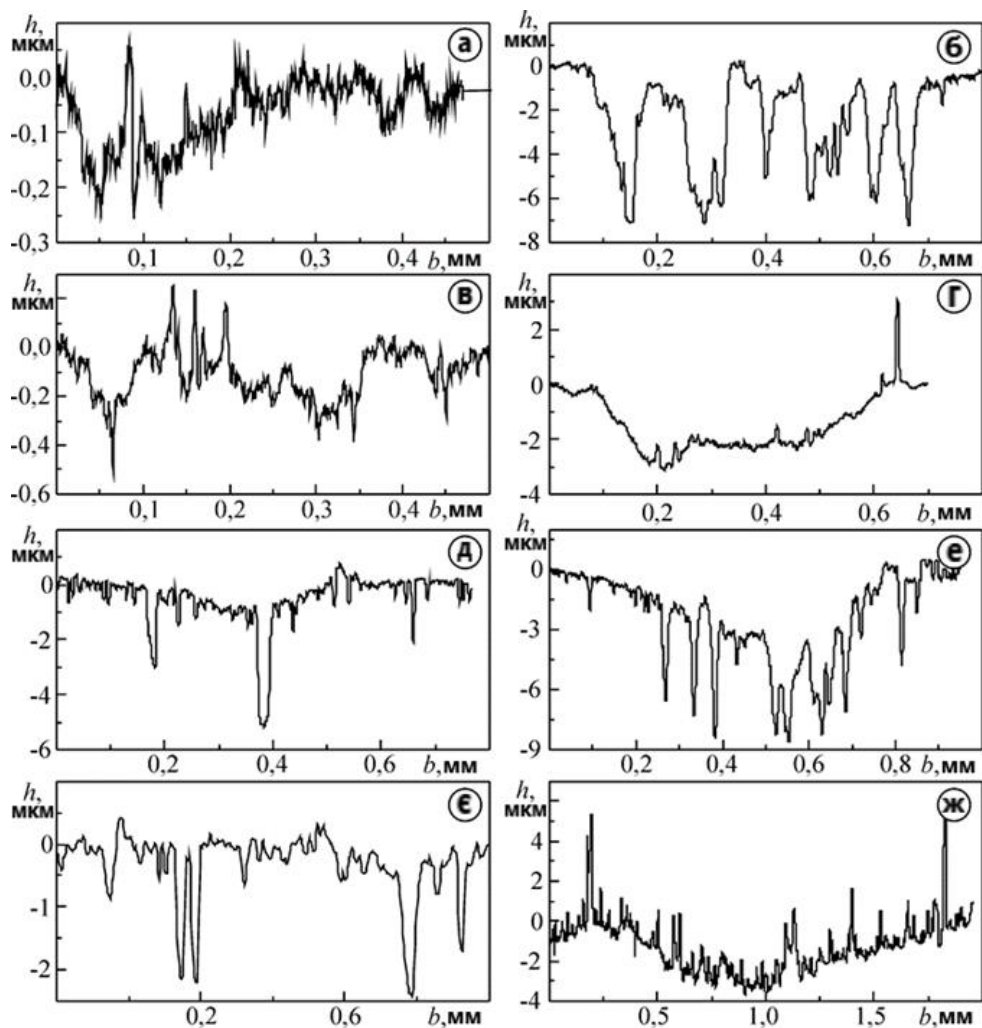 h,
мкм
0,0
-0,1
-0,2
-0,3
0,1 0,2 0,3 0,4 b,мм
а
h,
мкм
0
-2
-4
-6
-8
0,2 0,4 0,6 b,мм
б
h,
мкм
0,0
-0,2
-0,4
-0,6
0,1 0,2 0,3 0,4 b,мм
в
h,
мкм
2
0
-2
-4
0,2 0,4 0,6 b,мм
г
h,
мкм
0
-2
-4
-6
0,2 0,4 0,6 b,мм
д
h,
мкм
0
-3
-6
-9
0,2 0,4 0,6 0,8 b,мм
е
h,
мкм
0
-1
-2
0,2 0,6 b,мм
є
h,
мкм
4
2
0
-2
-4
0,5 1,0 1,5 b,мм
ж